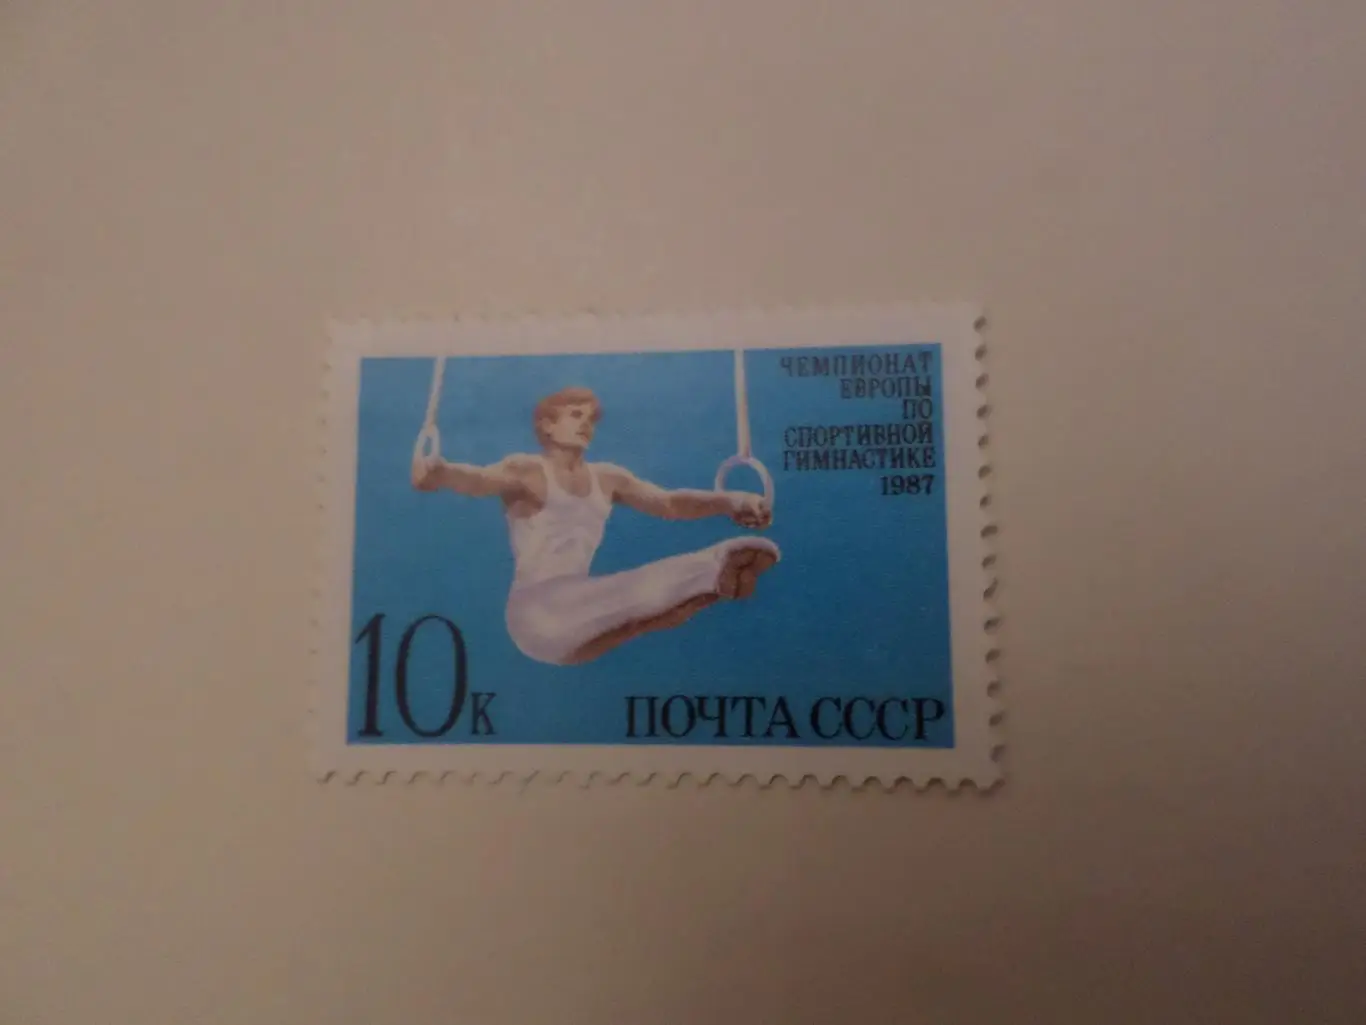 ЧЕМПИОНАТ
ЕВРОПЫ
ПО
СПОРТИВНОЙ
ГИМНАСТИКЕ
1987
10к
ПОЧТА СССР